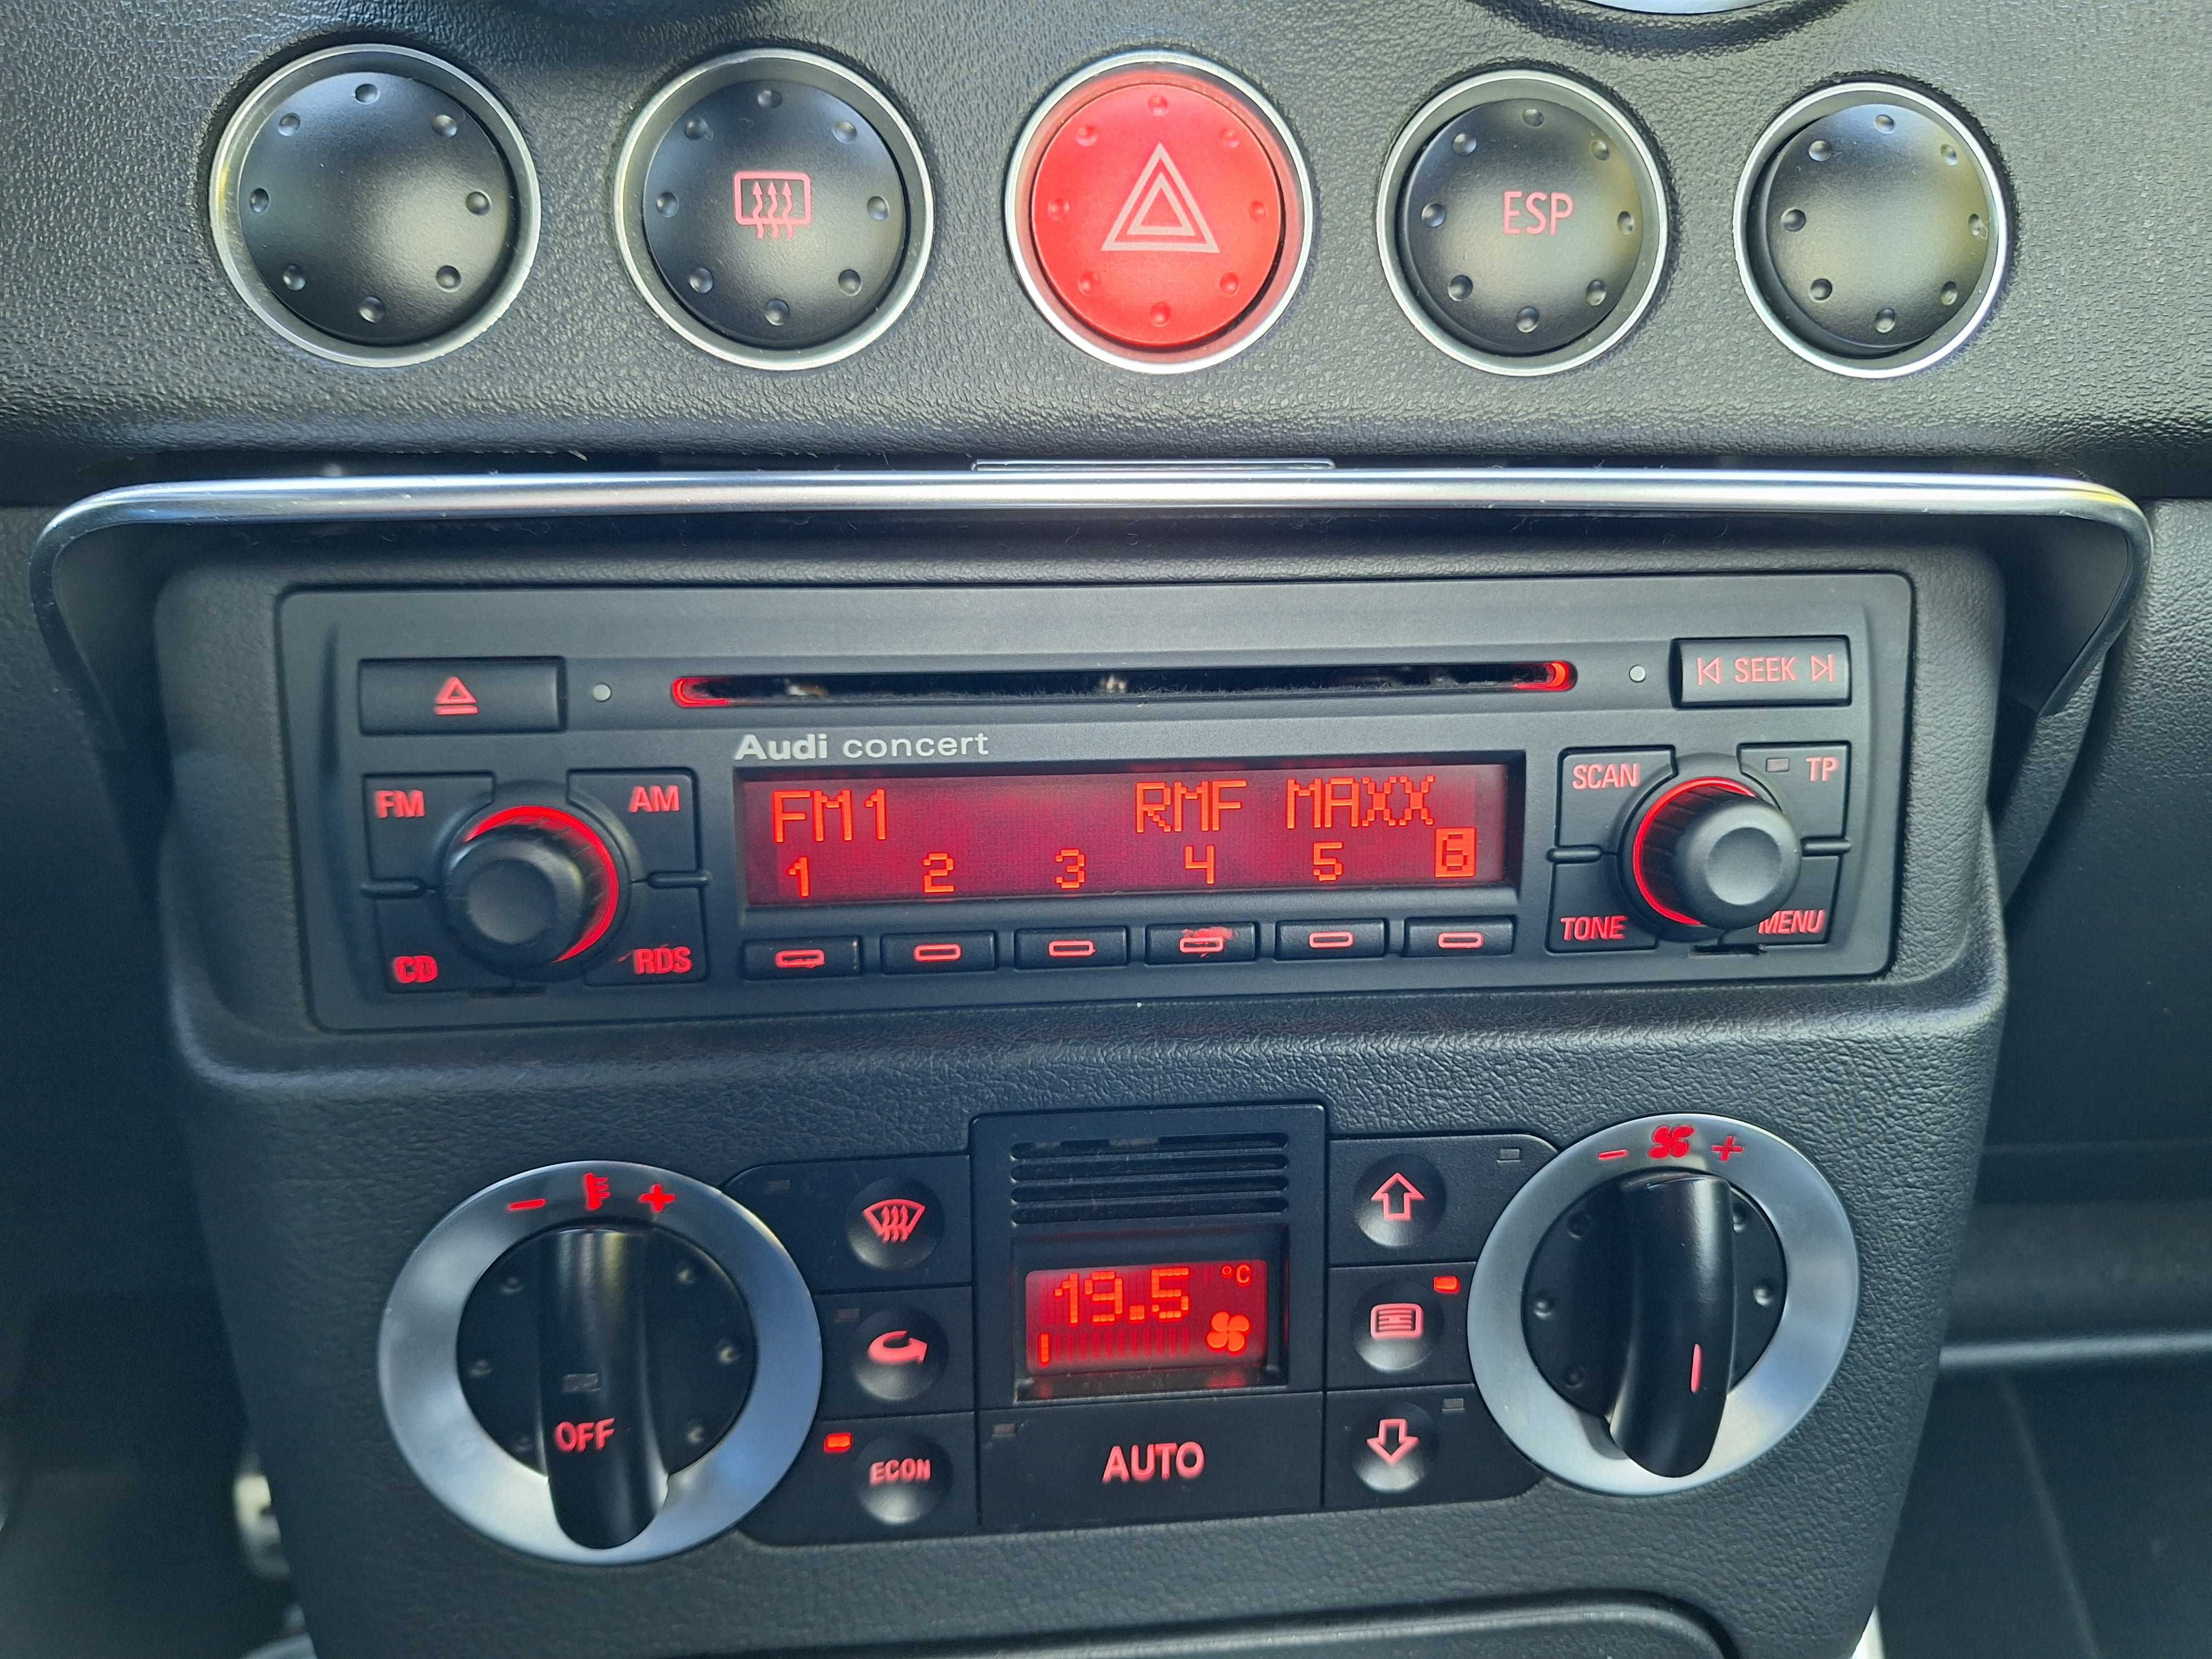 ESP
SEEK
Audi concert
FM AM
FM1 RMF MAXX
1 2 3 4 5 6
SCAN TP
CD RDS
TONE MENU
- +
- +
19.5 °C
OFF
ECON
AUTO